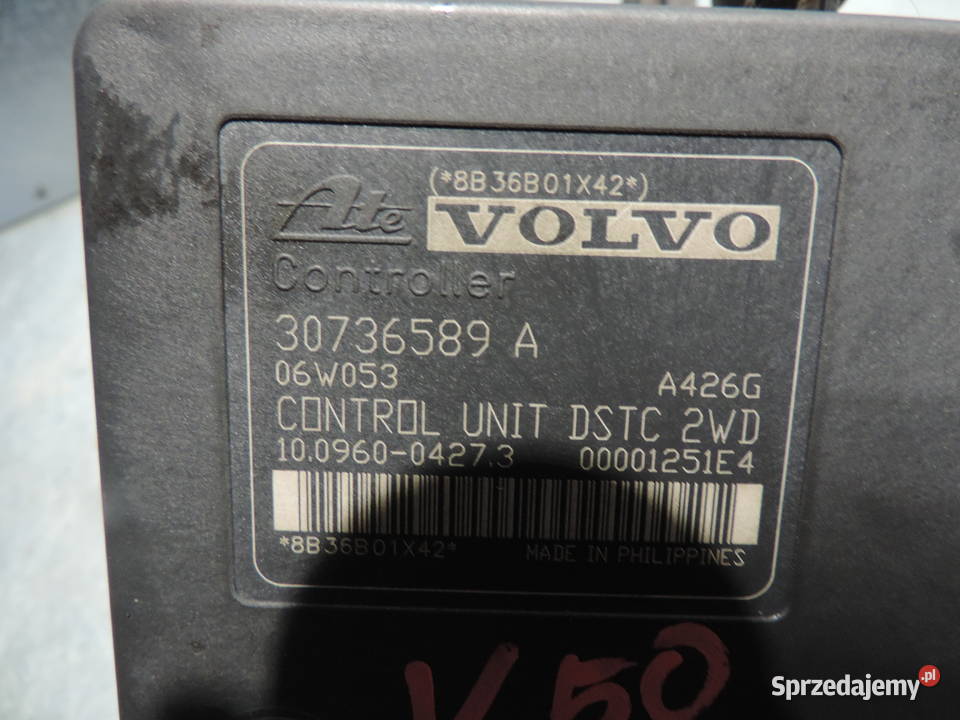 (*8B36B01X42*)
Ate VOLVO
Controller
30736589 A
06W053 A426G
CONTROL UNIT DSTC 2WD
10.0960-0427.3 00001251E4
*8B36B01X42* MADE IN PHILIPPINES
V50
Sprzedajemy.pl